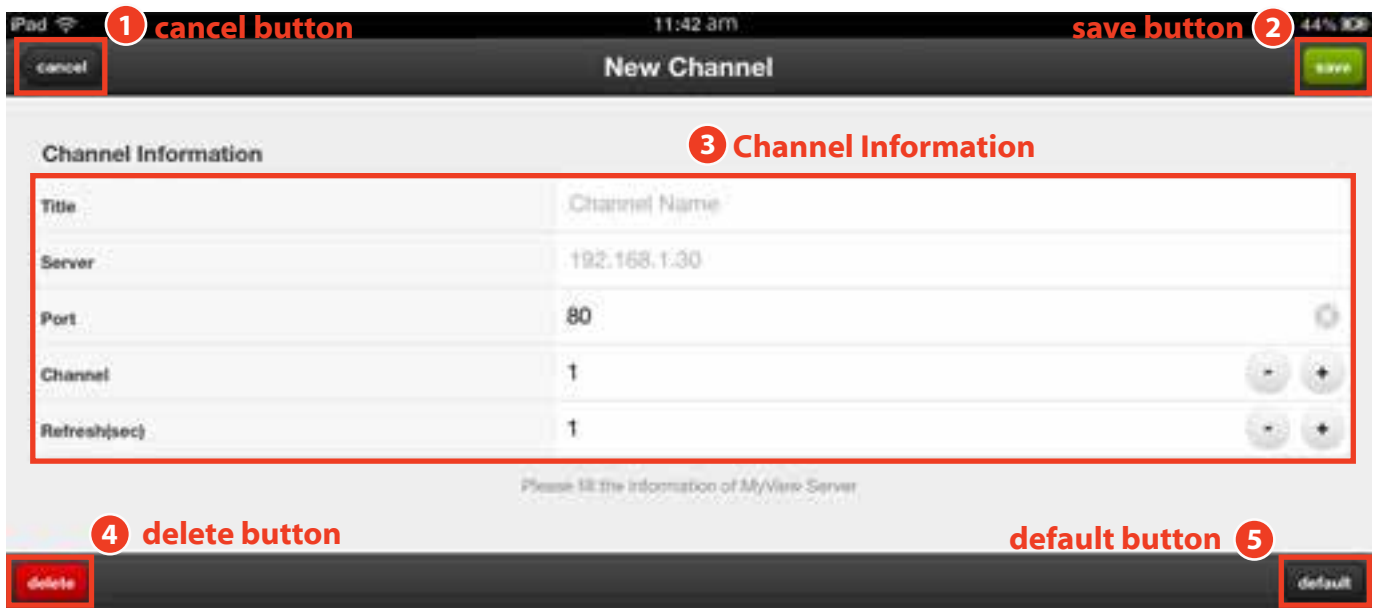 iPad 1 cancel button 11:42 am save button 2 44%
cancel New Channel save
3 Channel Information
Channel Information
Title Channel Name
Server 192.168.1.30
Port 80
Channel 1 - +
Refresh(sec) 1 - +
Please fill the information of MyView Server
4 delete button default button 5
delete default